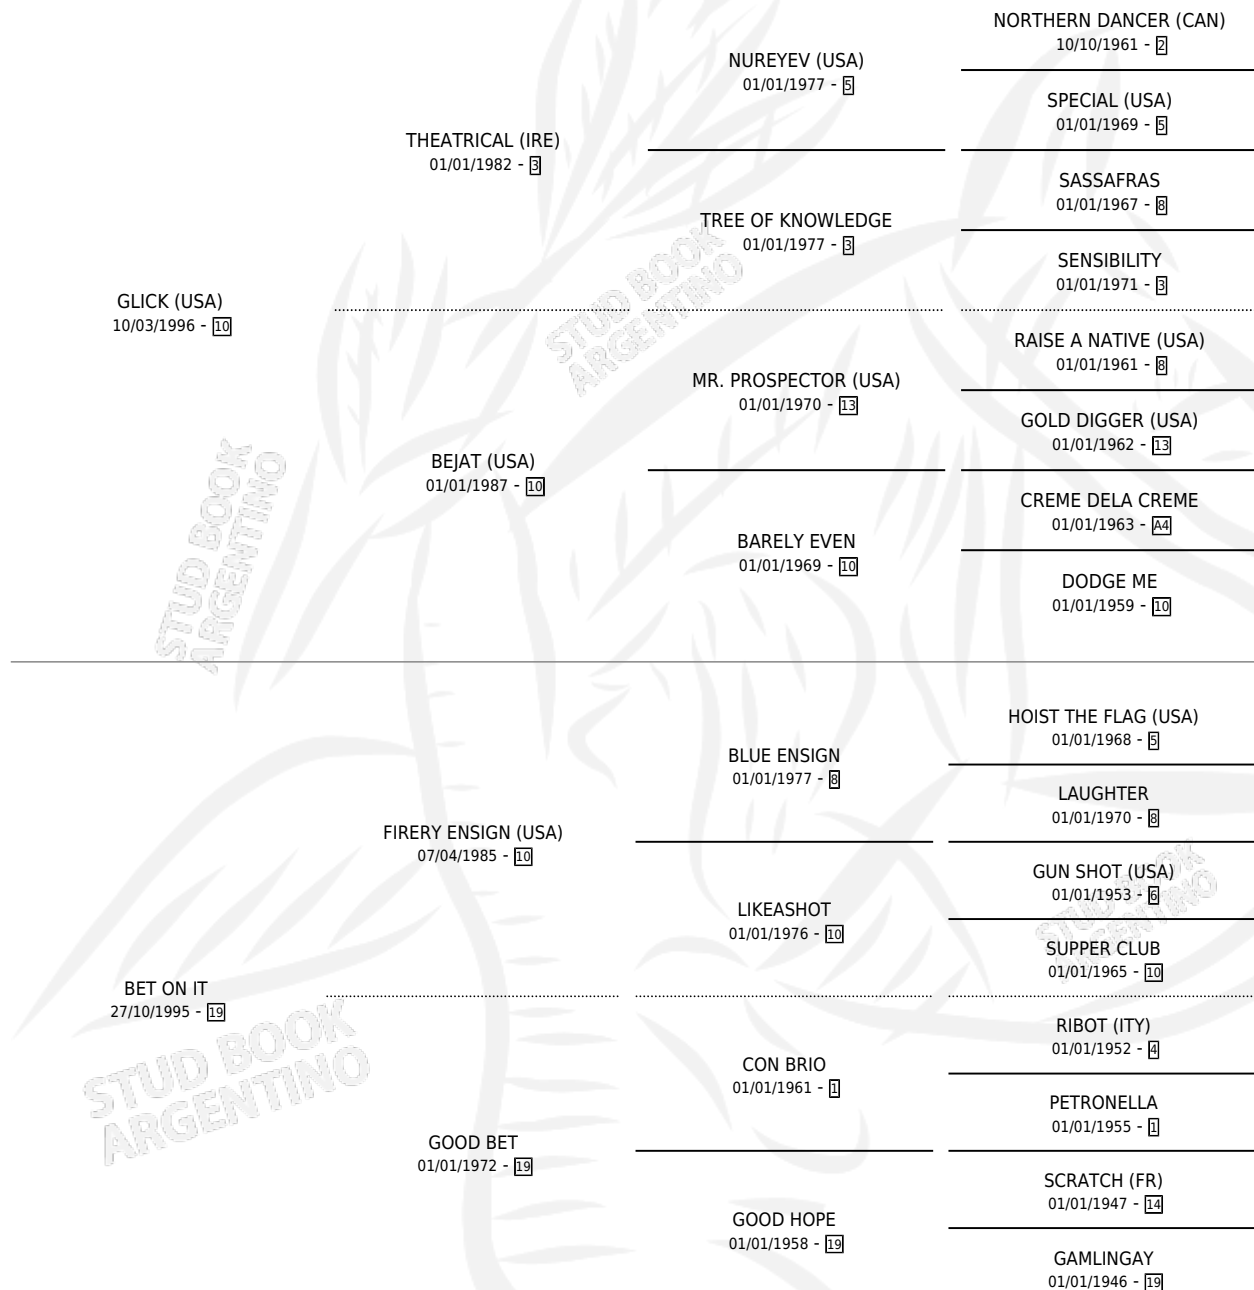 NORTHERN DANCER (CAN)
10/10/1961 - 2
NUREYEV (USA)
01/01/1977 - 5
SPECIAL (USA)
01/01/1969 - 5
THEATRICAL (IRE)
01/01/1982 - 3
SASSAFRAS
01/01/1967 - 8
TREE OF KNOWLEDGE
01/01/1977 - 3
SENSIBILITY
01/01/1971 - 3
GLICK (USA)
10/03/1996 - 10
STUD BOOK
ARGENTINO
RAISE A NATIVE (USA)
01/01/1961 - 8
MR. PROSPECTOR (USA)
01/01/1970 - 13
GOLD DIGGER (USA)
01/01/1962 - 13
BEJAT (USA)
01/01/1987 - 10
CREME DELA CREME
01/01/1963 - A4
BARELY EVEN
01/01/1969 - 10
DODGE ME
01/01/1959 - 10
STUD BOOK
ARGENTINO
HOIST THE FLAG (USA)
01/01/1968 - 5
BLUE ENSIGN
01/01/1977 - 8
LAUGHTER
01/01/1970 - 8
FIRERY ENSIGN (USA)
07/04/1985 - 10
GUN SHOT (USA)
01/01/1953 - 6
LIKEASHOT
01/01/1976 - 10
STUD BOOK
ARGENTINO
SUPPER CLUB
01/01/1965 - 10
BET ON IT
27/10/1995 - 19
RIBOT (ITY)
01/01/1952 - 4
CON BRIO
01/01/1961 - 1
STUD BOOK
ARGENTINO
PETRONELLA
01/01/1955 - 1
GOOD BET
01/01/1972 - 19
SCRATCH (FR)
01/01/1947 - 14
GOOD HOPE
01/01/1958 - 19
GAMLINGAY
01/01/1946 - 19